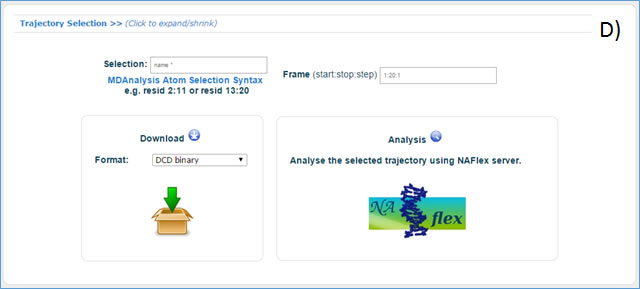 Trajectory Selection >> (Click to expand/shrink)
D)
Selection: name *
MDAnalysis Atom Selection Syntax
e.g. resid 2:11 or resid 13:20
Frame (start:stop:step) 1:20:1
Download
Format: DCD binary
Analysis
Analyse the selected trajectory using NAFlex server.
NA
flex